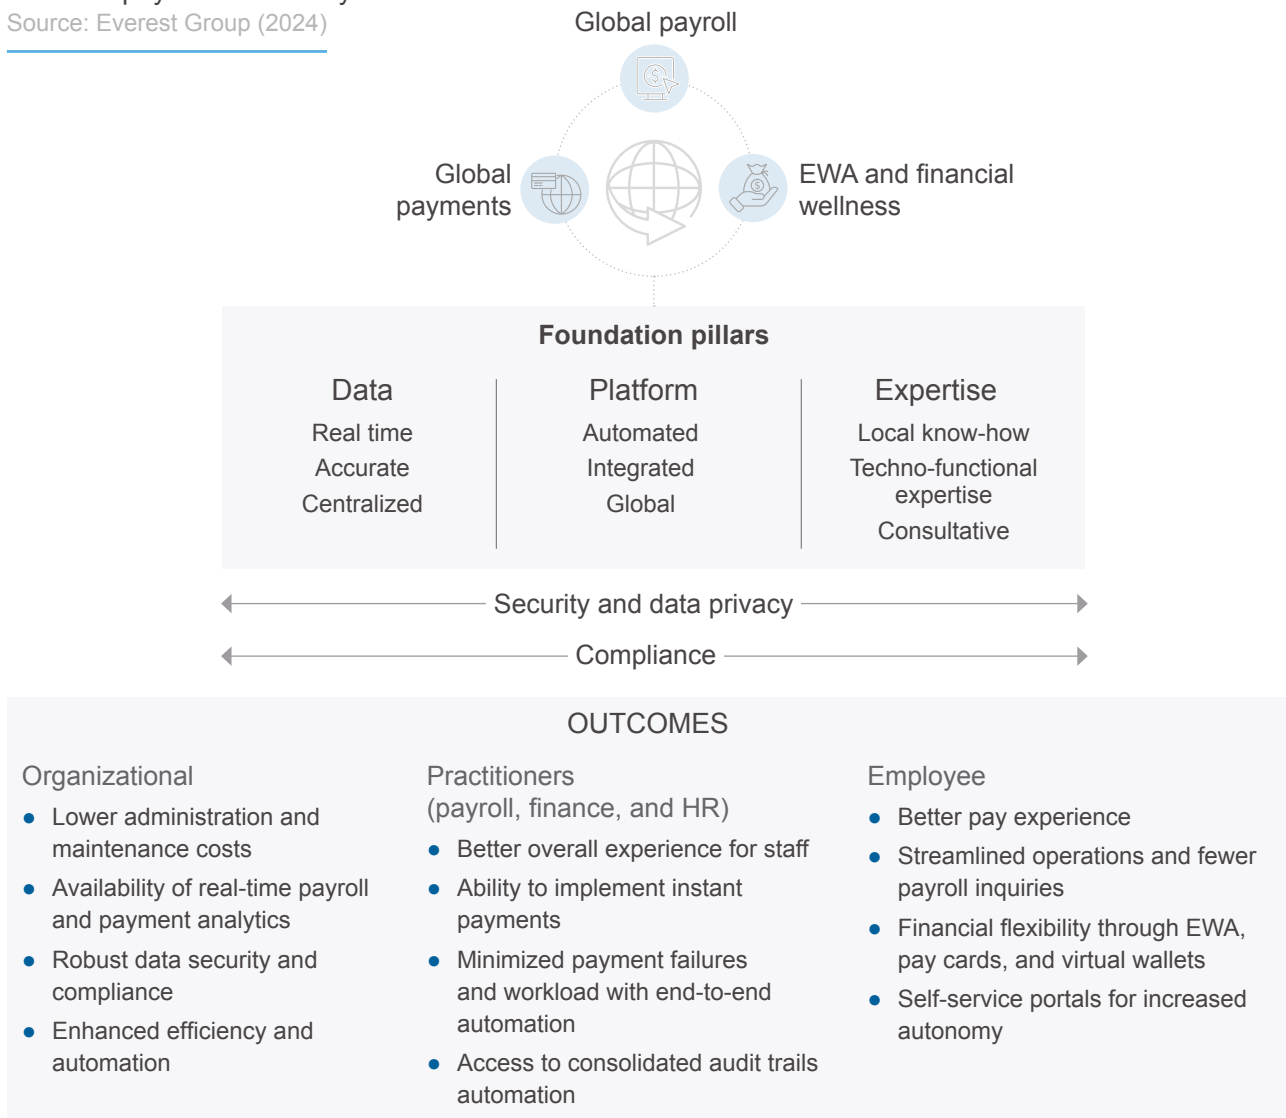 Source: Everest Group (2024)
Global payroll
Global
payments
EWA and financial
wellness
Foundation pillars
Data
Real time
Accurate
Centralized
Platform
Automated
Integrated
Global
Expertise
Local know-how
Techno-functional
expertise
Consultative
Security and data privacy
Compliance
OUTCOMES
Organizational
● Lower administration and
maintenance costs
● Availability of real-time payroll
and payment analytics
● Robust data security and
compliance
● Enhanced efficiency and
automation
Practitioners
(payroll, finance, and HR)
● Better overall experience for staff
● Ability to implement instant
payments
● Minimized payment failures
and workload with end-to-end
automation
● Access to consolidated audit trails
automation
Employee
● Better pay experience
● Streamlined operations and fewer
payroll inquiries
● Financial flexibility through EWA,
pay cards, and virtual wallets
● Self-service portals for increased
autonomy